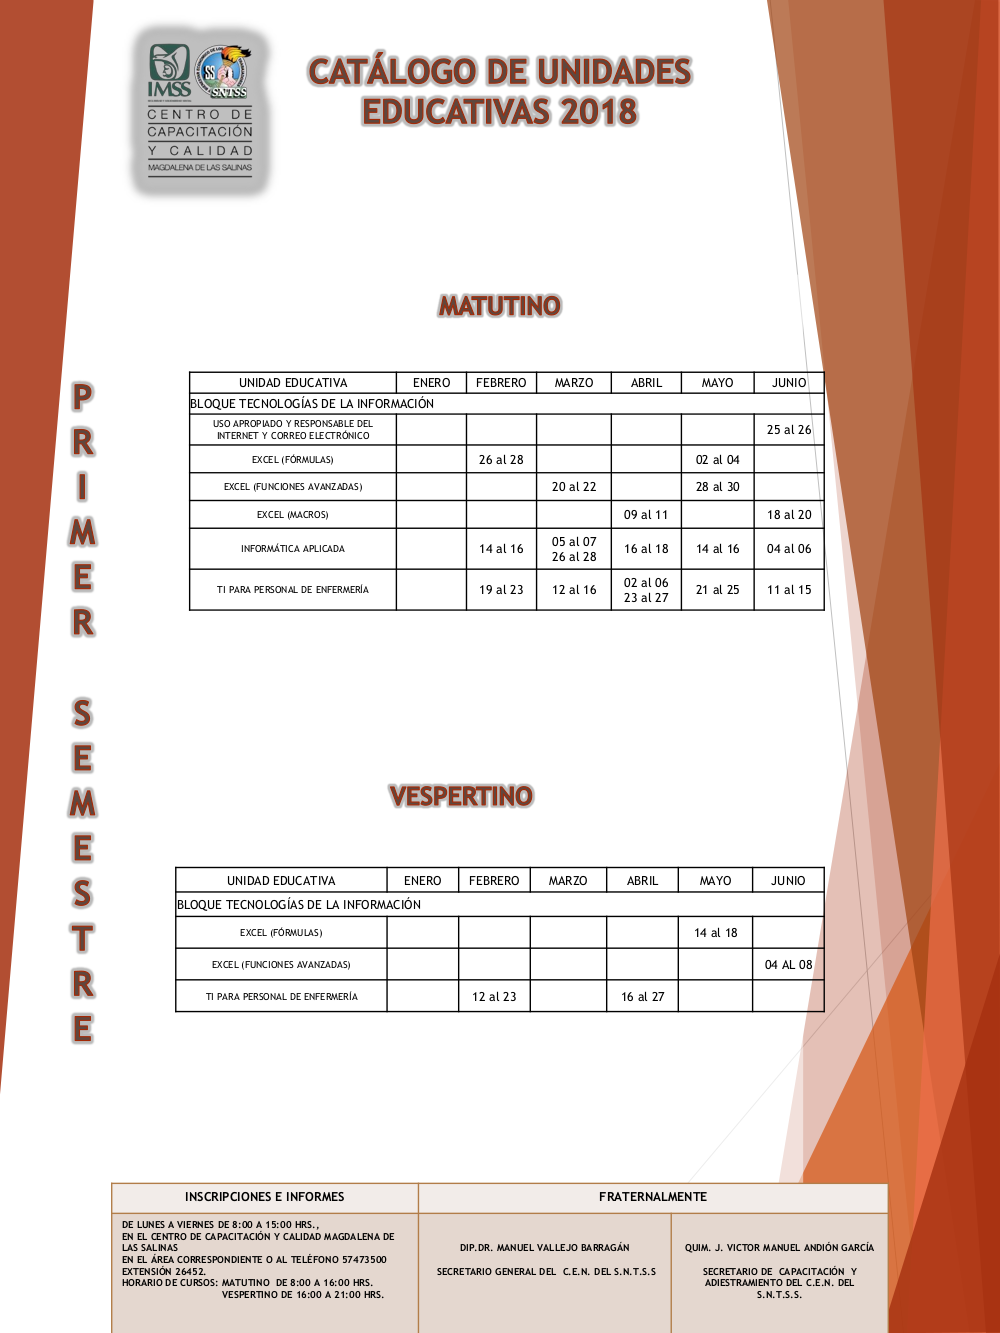 IMSS
SNTSS
CENTRO DE
CAPACITACIÓN
Y CALIDAD
MAGDALENA DE LAS SALINAS
CATÁLOGO DE UNIDADES
EDUCATIVAS 2018
PRIMER SEMESTRE
MATUTINO
UNIDAD EDUCATIVA ENERO FEBRERO MARZO ABRIL MAYO JUNIO
BLOQUE TECNOLOGÍAS DE LA INFORMACIÓN
USO APROPIADO Y RESPONSABLE DEL
INTERNET Y CORREO ELECTRÓNICO 25 al 26
EXCEL (FÓRMULAS) 26 al 28 02 al 04
EXCEL (FUNCIONES AVANZADAS) 20 al 22 28 al 30
EXCEL (MACROS) 09 al 11 18 al 20
INFORMÁTICA APLICADA 14 al 16 05 al 07 16 al 18 14 al 16 04 al 06
26 al 28
TI PARA PERSONAL DE ENFERMERÍA 19 al 23 12 al 16 02 al 06 21 al 25 11 al 15
23 al 27
VESPERTINO
UNIDAD EDUCATIVA ENERO FEBRERO MARZO ABRIL MAYO JUNIO
BLOQUE TECNOLOGÍAS DE LA INFORMACIÓN
EXCEL (FÓRMULAS) 14 al 18
EXCEL (FUNCIONES AVANZADAS) 04 AL 08
TI PARA PERSONAL DE ENFERMERÍA 12 al 23 16 al 27
INSCRIPCIONES E INFORMES
DE LUNES A VIERNES DE 8:00 A 15:00 HRS.,
EN EL CENTRO DE CAPACITACIÓN Y CALIDAD MAGDALENA DE
LAS SALINAS
EN EL ÁREA CORRESPONDIENTE O AL TELÉFONO 57473500
EXTENSIÓN 26452.
HORARIO DE CURSOS: MATUTINO DE 8:00 A 16:00 HRS.
VESPERTINO DE 16:00 A 21:00 HRS.
FRATERNALMENTE
DIP.DR. MANUEL VALLEJO BARRAGÁN
SECRETARIO GENERAL DEL C.E.N. DEL S.N.T.S.S
QUIM. J. VICTOR MANUEL ANDIÓN GARCÍA
SECRETARIO DE CAPACITACIÓN Y
ADIESTRAMIENTO DEL C.E.N. DEL
S.N.T.S.S.